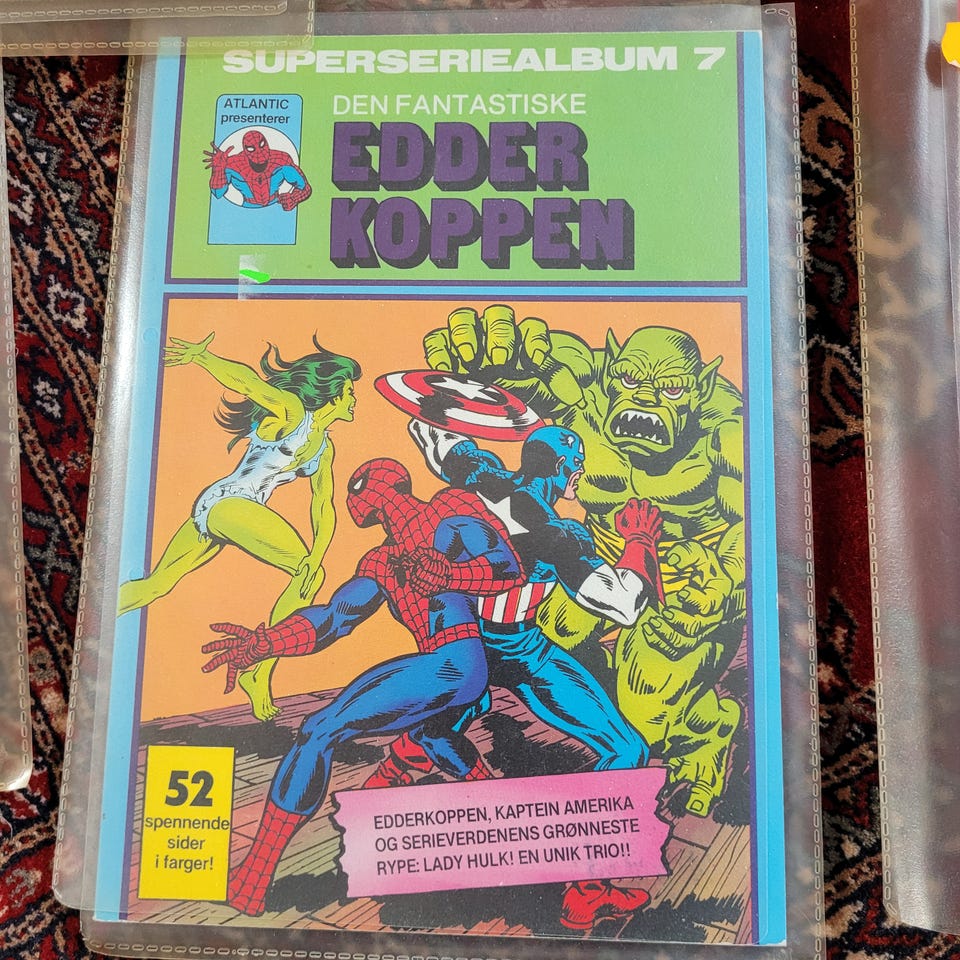 SUPERSERIEALBUM 7
ATLANTIC
presenterer
DEN FANTASTISKE
EDDER
KOPPEN
52
spennende
sider
i farger!
EDDERKOPPEN, KAPTEIN AMERIKA
OG SERIEVERDENENS GRØNNESTE
RYPE: LADY HULK! EN UNIK TRIO!!